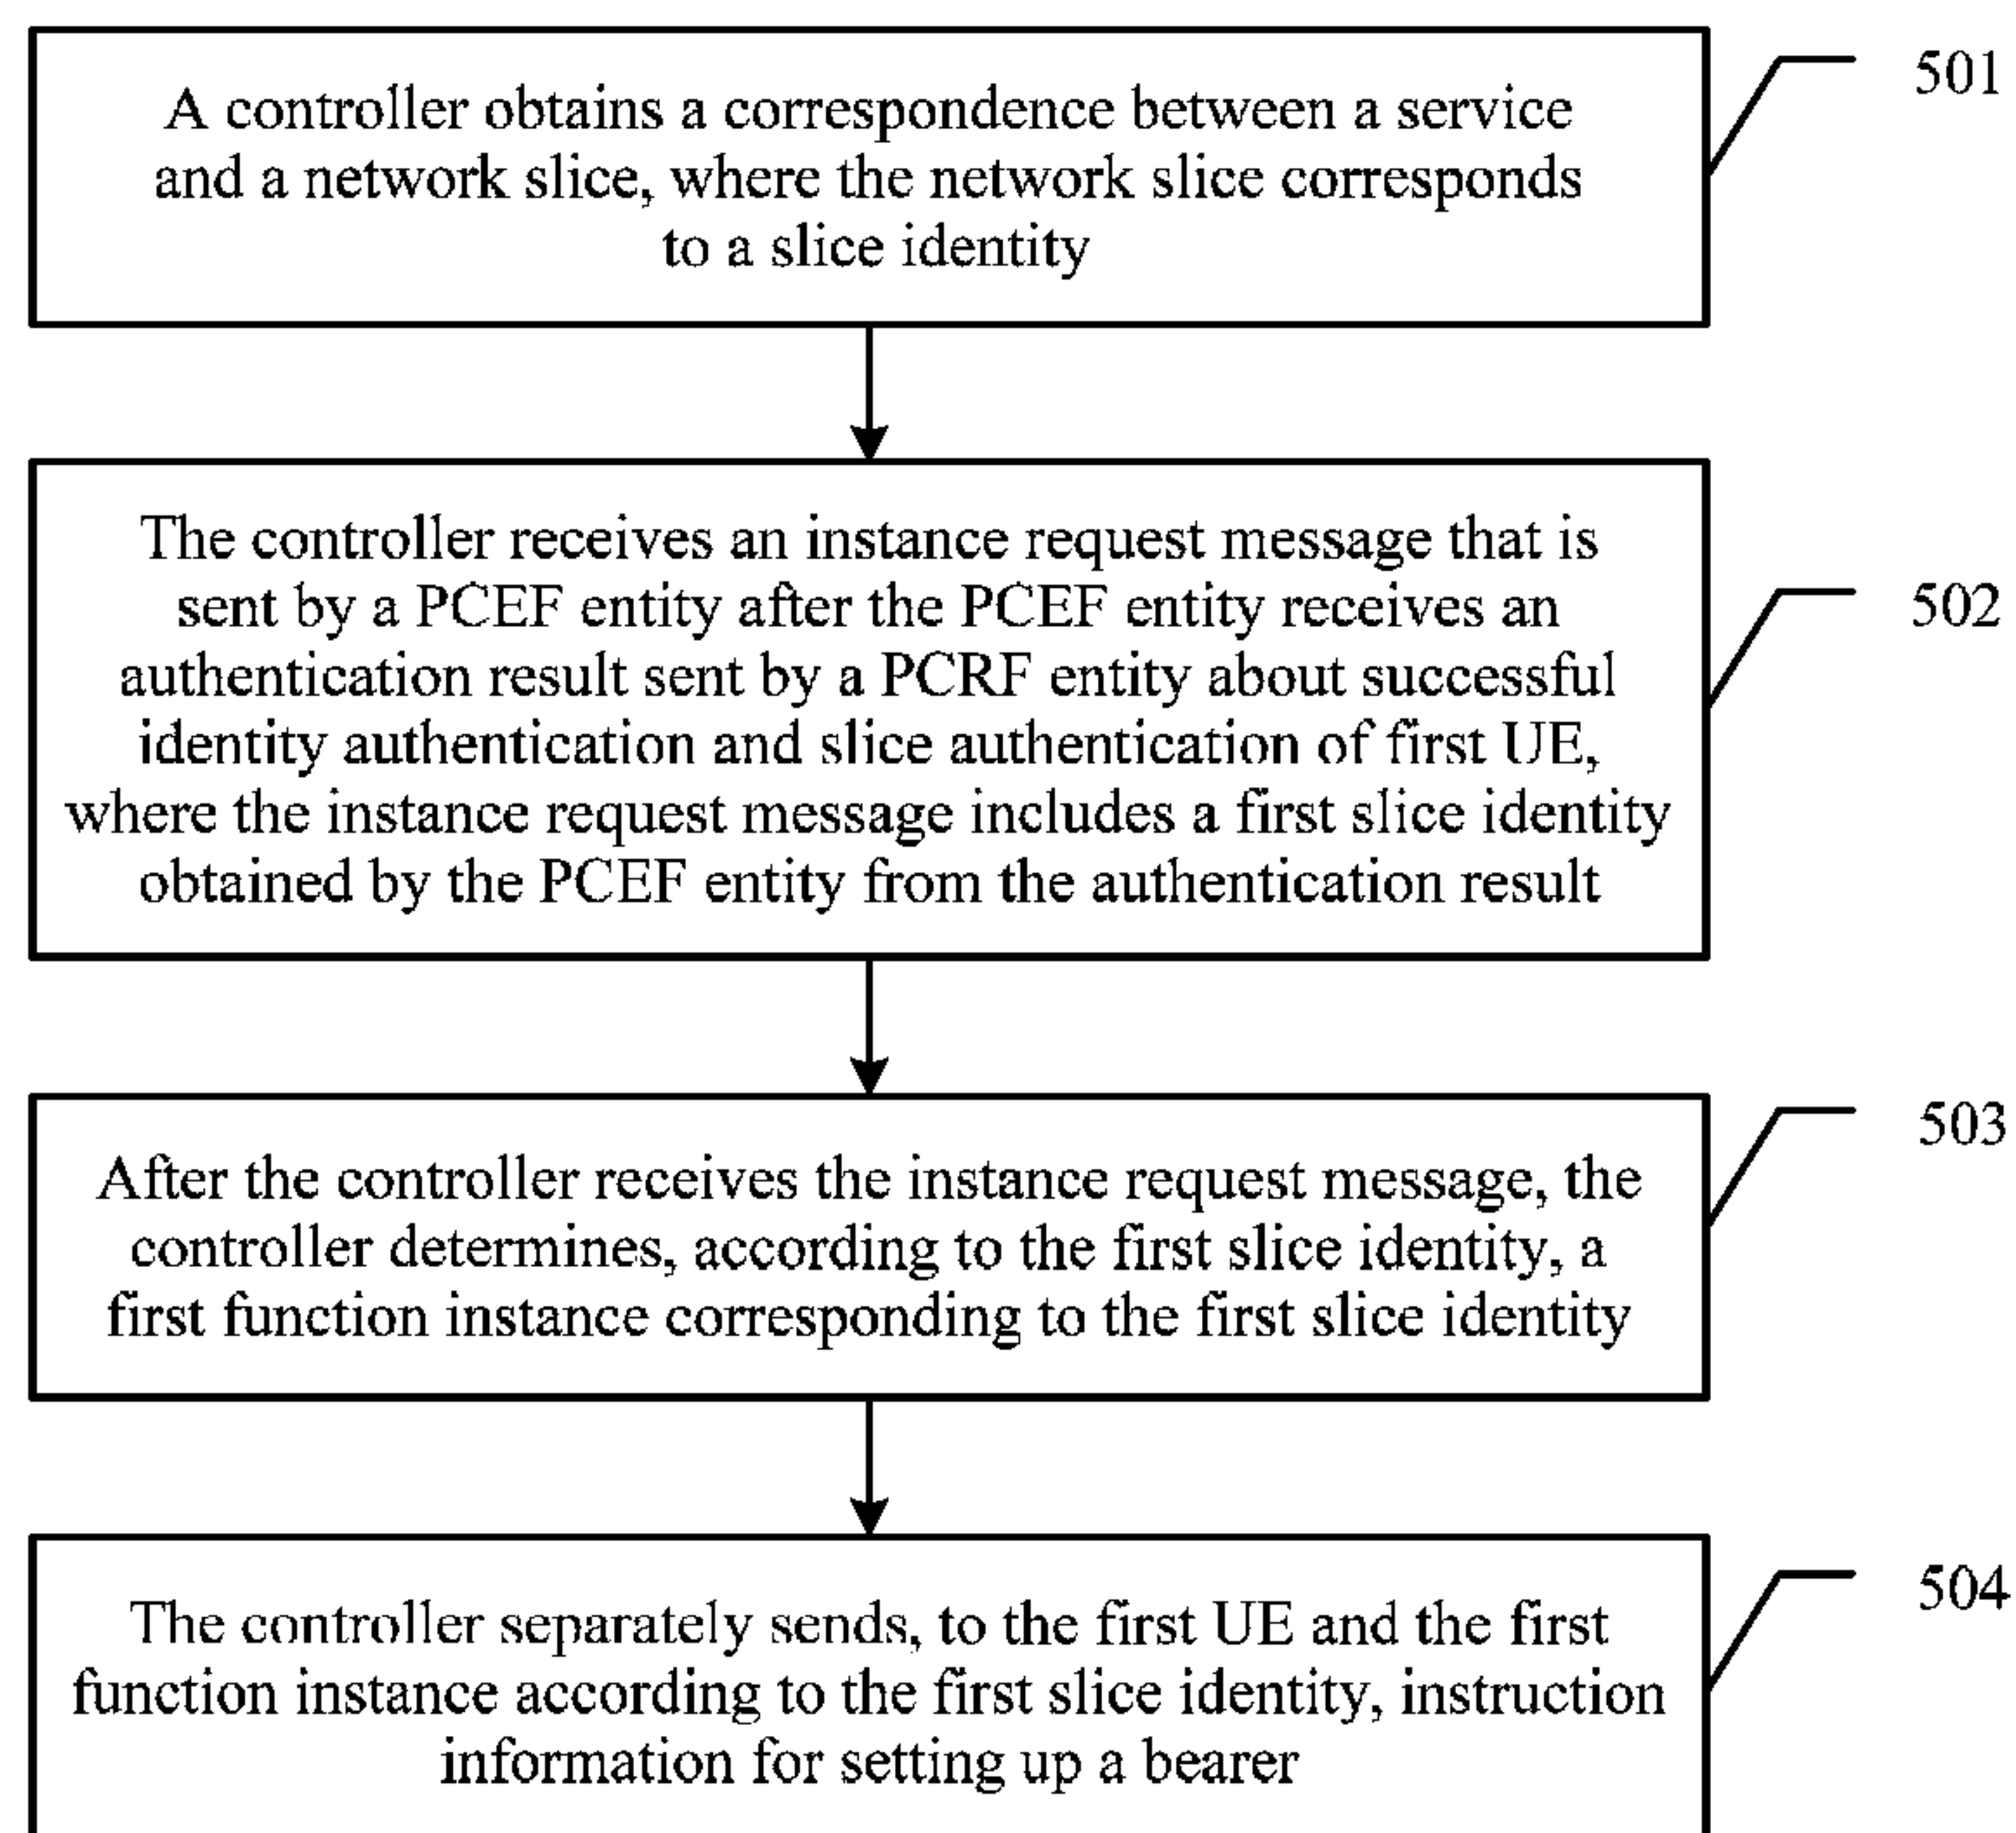 A controller obtains a correspondence between a service
and a network slice, where the network slice corresponds
to a slice identity
501
The controller receives an instance request message that is
sent by a PCEF entity after the PCEF entity receives an
authentication result sent by a PCRF entity about successful
identity authentication and slice authentication of first UE,
where the instance request message includes a first slice identity
obtained by the PCEF entity from the authentication result
502
After the controller receives the instance request message, the
controller determines, according to the first slice identity, a
first function instance corresponding to the first slice identity
503
The controller separately sends, to the first UE and the first
function instance according to the first slice identity, instruction
information for setting up a bearer
504